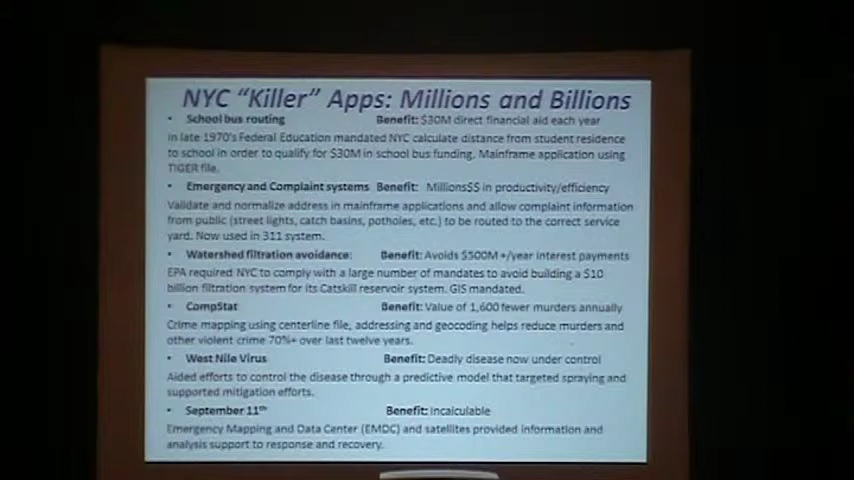 NYC “Killer” Apps: Millions and Billions
• School bus routing Benefit: $30M direct financial aid each year
In late 1970's Federal Education mandated NYC calculate distance from student residence
to school in order to qualify for $30M in school bus funding. Mainframe application using
TIGER file.
• Emergency and Complaint systems Benefit: Millions$$ in productivity/efficiency
Validate and normalize address in mainframe applications and allow complaint information
from public (street lights, catch basins, potholes, etc.) to be routed to the correct service
yard. Now used in 311 system.
• Watershed filtration avoidance: Benefit: Avoids $500M +/year interest payments
EPA required NYC to comply with a large number of mandates to avoid building a $10
billion filtration system for its Catskill reservoir system. GIS mandated.
• CompStat Benefit: Value of 1,600 fewer murders annually
Crime mapping using centerline file, addressing and geocoding helps reduce murders and
other violent crime 70%+ over last twelve years.
• West Nile Virus Benefit: Deadly disease now under control
Aided efforts to control the disease through a predictive model that targeted spraying and
supported mitigation efforts.
• September 11th Benefit: Incalculable
Emergency Mapping and Data Center (EMDC) and satellites provided information and
analysis support to response and recovery.